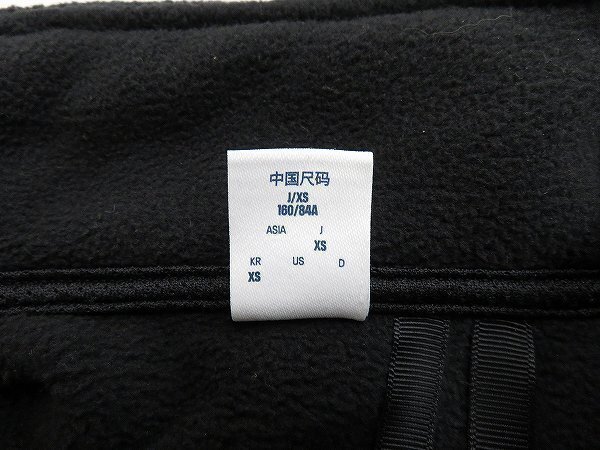 中国尺码
J/XS
160/84A
ASIA J
XS
KR US D
XS